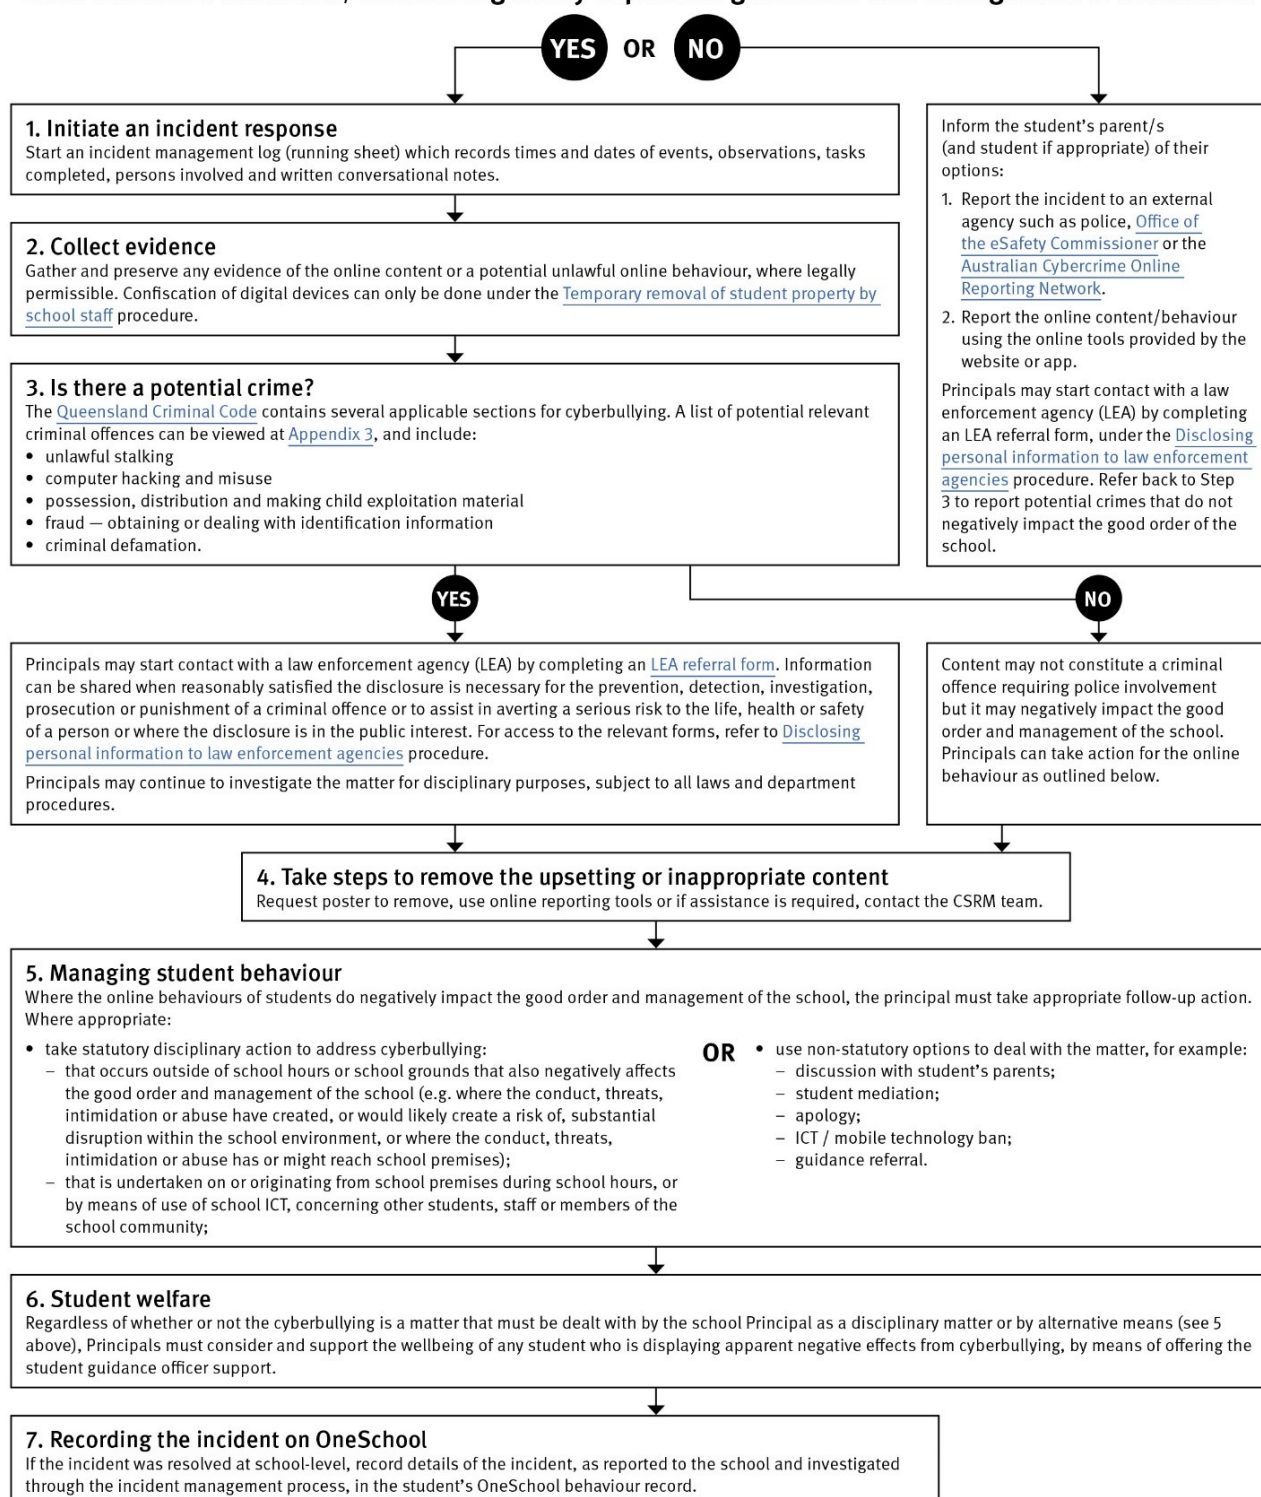 YES OR NO
1. Initiate an incident response
Start an incident management log (running sheet) which records times and dates of events, observations, tasks
completed, persons involved and written conversational notes.
2. Collect evidence
Gather and preserve any evidence of the online content or a potential unlawful online behaviour, where legally
permissible. Confiscation of digital devices can only be done under the Temporary removal of student property by
school staff procedure.
3. Is there a potential crime?
The Queensland Criminal Code contains several applicable sections for cyberbullying. A list of potential relevant
criminal offences can be viewed at Appendix 3, and include:
• unlawful stalking
• computer hacking and misuse
• possession, distribution and making child exploitation material
• fraud — obtaining or dealing with identification information
• criminal defamation.
Inform the student's parent/s
(and student if appropriate) of their
options:
1. Report the incident to an external
agency such as police, Office of
the eSafety Commissioner or the
Australian Cybercrime Online
Reporting Network.
2. Report the online content/behaviour
using the online tools provided by the
website or app.
Principals may start contact with a law
enforcement agency (LEA) by completing
an LEA referral form, under the Disclosing
personal information to law enforcement
agencies procedure. Refer back to Step
3 to report potential crimes that do not
negatively impact the good order of the
school.
YES
NO
Principals may start contact with a law enforcement agency (LEA) by completing an LEA referral form. Information
can be shared when reasonably satisfied the disclosure is necessary for the prevention, detection, investigation,
prosecution or punishment of a criminal offence or to assist in averting a serious risk to the life, health or safety
of a person or where the disclosure is in the public interest. For access to the relevant forms, refer to Disclosing
personal information to law enforcement agencies procedure.
Principals may continue to investigate the matter for disciplinary purposes, subject to all laws and department
procedures.
Content may not constitute a criminal
offence requiring police involvement
but it may negatively impact the good
order and management of the school.
Principals can take action for the online
behaviour as outlined below.
4. Take steps to remove the upsetting or inappropriate content
Request poster to remove, use online reporting tools or if assistance is required, contact the CSRM team.
5. Managing student behaviour
Where the online behaviours of students do negatively impact the good order and management of the school, the principal must take appropriate follow-up action.
Where appropriate:
• take statutory disciplinary action to address cyberbullying:
– that occurs outside of school hours or school grounds that also negatively affects
the good order and management of the school (e.g. where the conduct, threats,
intimidation or abuse have created, or would likely create a risk of, substantial
disruption within the school environment, or where the conduct, threats,
intimidation or abuse has or might reach school premises);
– that is undertaken on or originating from school premises during school hours, or
by means of use of school ICT, concerning other students, staff or members of the
school community;
OR
• use non-statutory options to deal with the matter, for example:
– discussion with student's parents;
– student mediation;
– apology;
– ICT / mobile technology ban;
– guidance referral.
6. Student welfare
Regardless of whether or not the cyberbullying is a matter that must be dealt with by the school Principal as a disciplinary matter or by alternative means (see 5
above), Principals must consider and support the wellbeing of any student who is displaying apparent negative effects from cyberbullying, by means of offering the
student guidance officer support.
7. Recording the incident on OneSchool
If the incident was resolved at school-level, record details of the incident, as reported to the school and investigated
through the incident management process, in the student's OneSchool behaviour record.